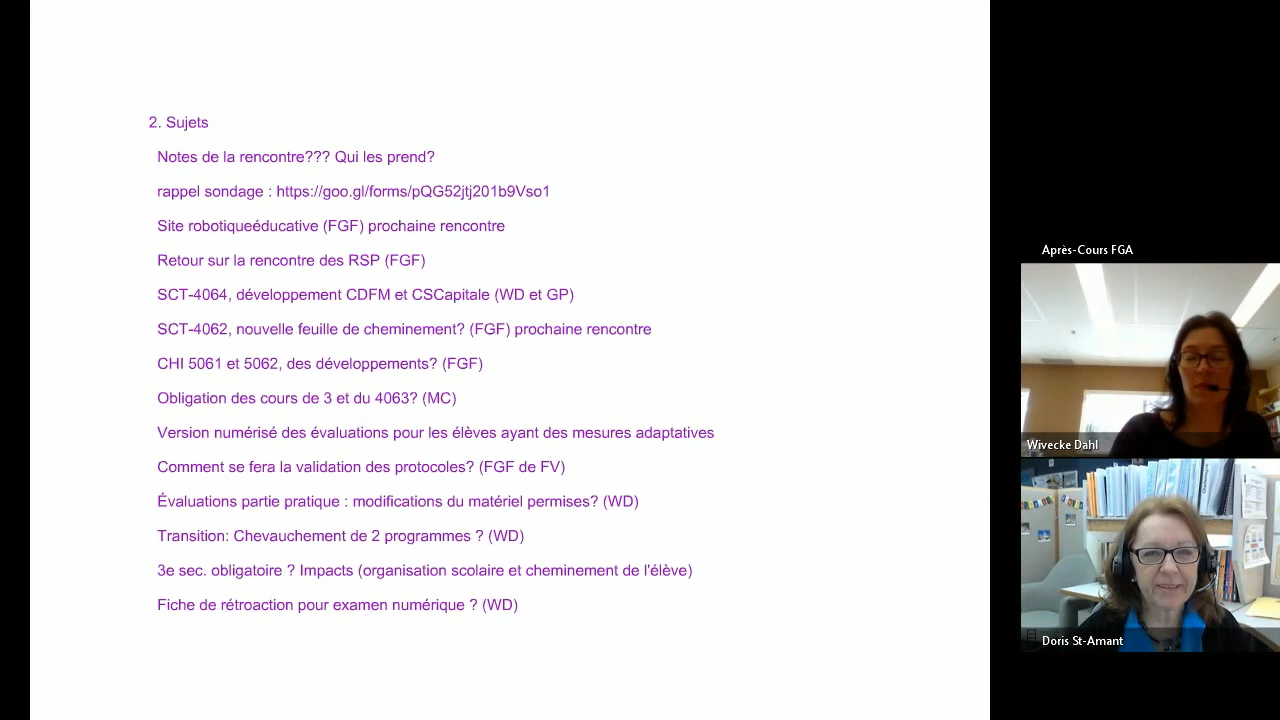 2. Sujets
Notes de la rencontre??? Qui les prend?
rappel sondage : https://goo.gl/forms/pQG52jtj201b9Vso1
Site robotiqueéducative (FGF) prochaine rencontre
Retour sur la rencontre des RSP (FGF)
SCT-4064, développement CDFM et CSCapitale (WD et GP)
SCT-4062, nouvelle feuille de cheminement? (FGF) prochaine rencontre
CHI 5061 et 5062, des développements? (FGF)
Obligation des cours de 3 et du 4063? (MC)
Version numérisé des évaluations pour les élèves ayant des mesures adaptatives
Comment se fera la validation des protocoles? (FGF de FV)
Évaluations partie pratique : modifications du matériel permises? (WD)
Transition: Chevauchement de 2 programmes ? (WD)
3e sec. obligatoire ? Impacts (organisation scolaire et cheminement de l'élève)
Fiche de rétroaction pour examen numérique ? (WD)
Après-Cours FGA
Wivecke Dahl
Doris St-Amant